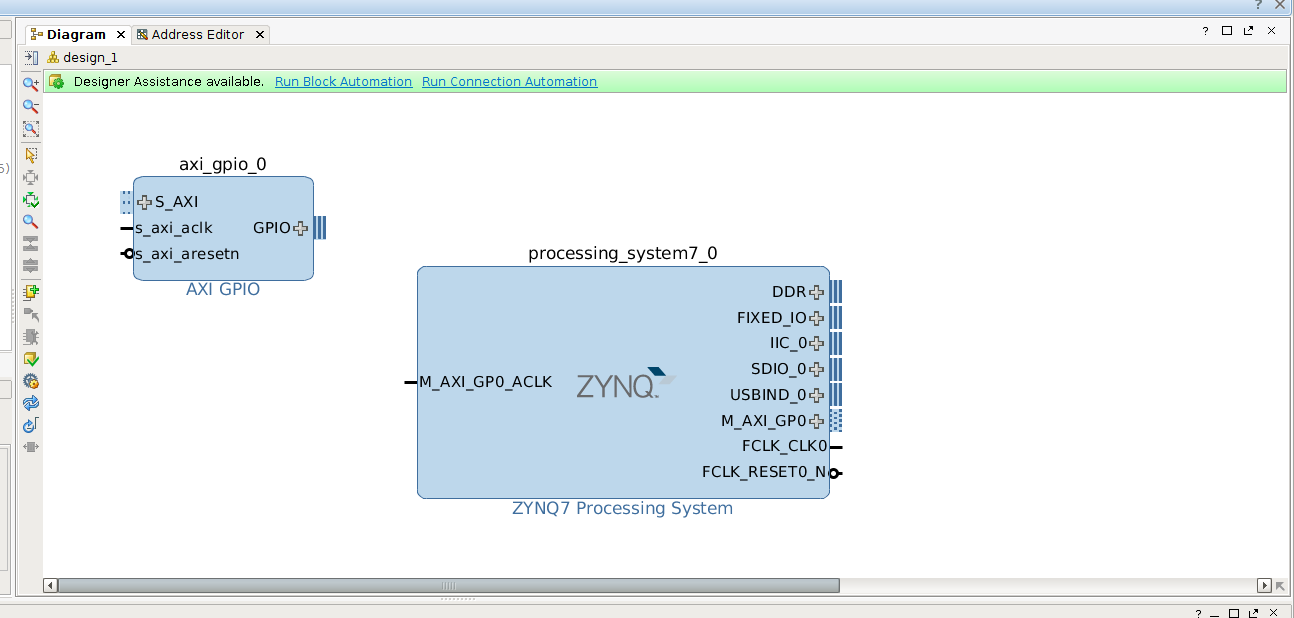 Diagram Address Editor
design_1
Designer Assistance available. Run Block Automation Run Connection Automation
5)
axi_gpio_0
S_AXI
s_axi_aclk GPIO
s_axi_aresetn
AXI GPIO
processing_system7_0
DDR
FIXED_IO
IIC_0
SDIO_0
M_AXI_GP0_ACLK ZYNQ
USBIND_0
M_AXI_GP0
FCLK_CLK0
FCLK_RESET0_N
ZYNQ7 Processing System